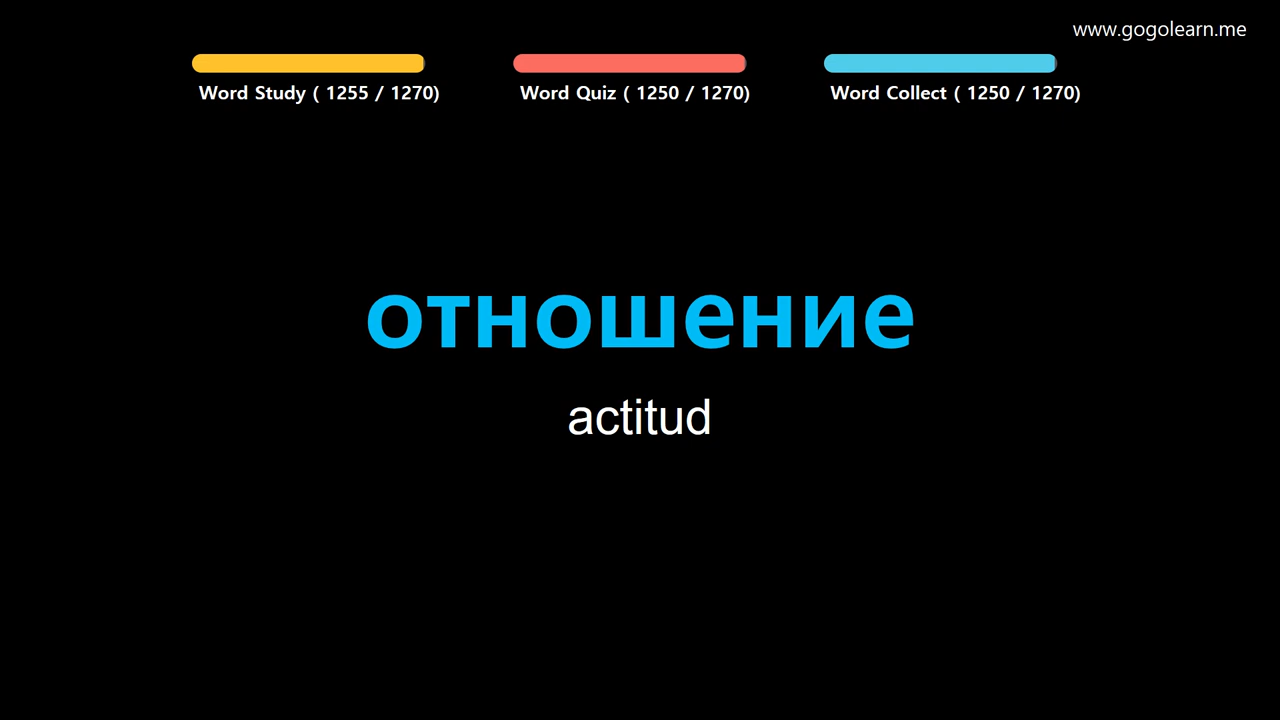 www.gogolearn.me
Word Study ( 1255 / 1270)
Word Quiz ( 1250 / 1270)
Word Collect ( 1250 / 1270)
отношение
actitud